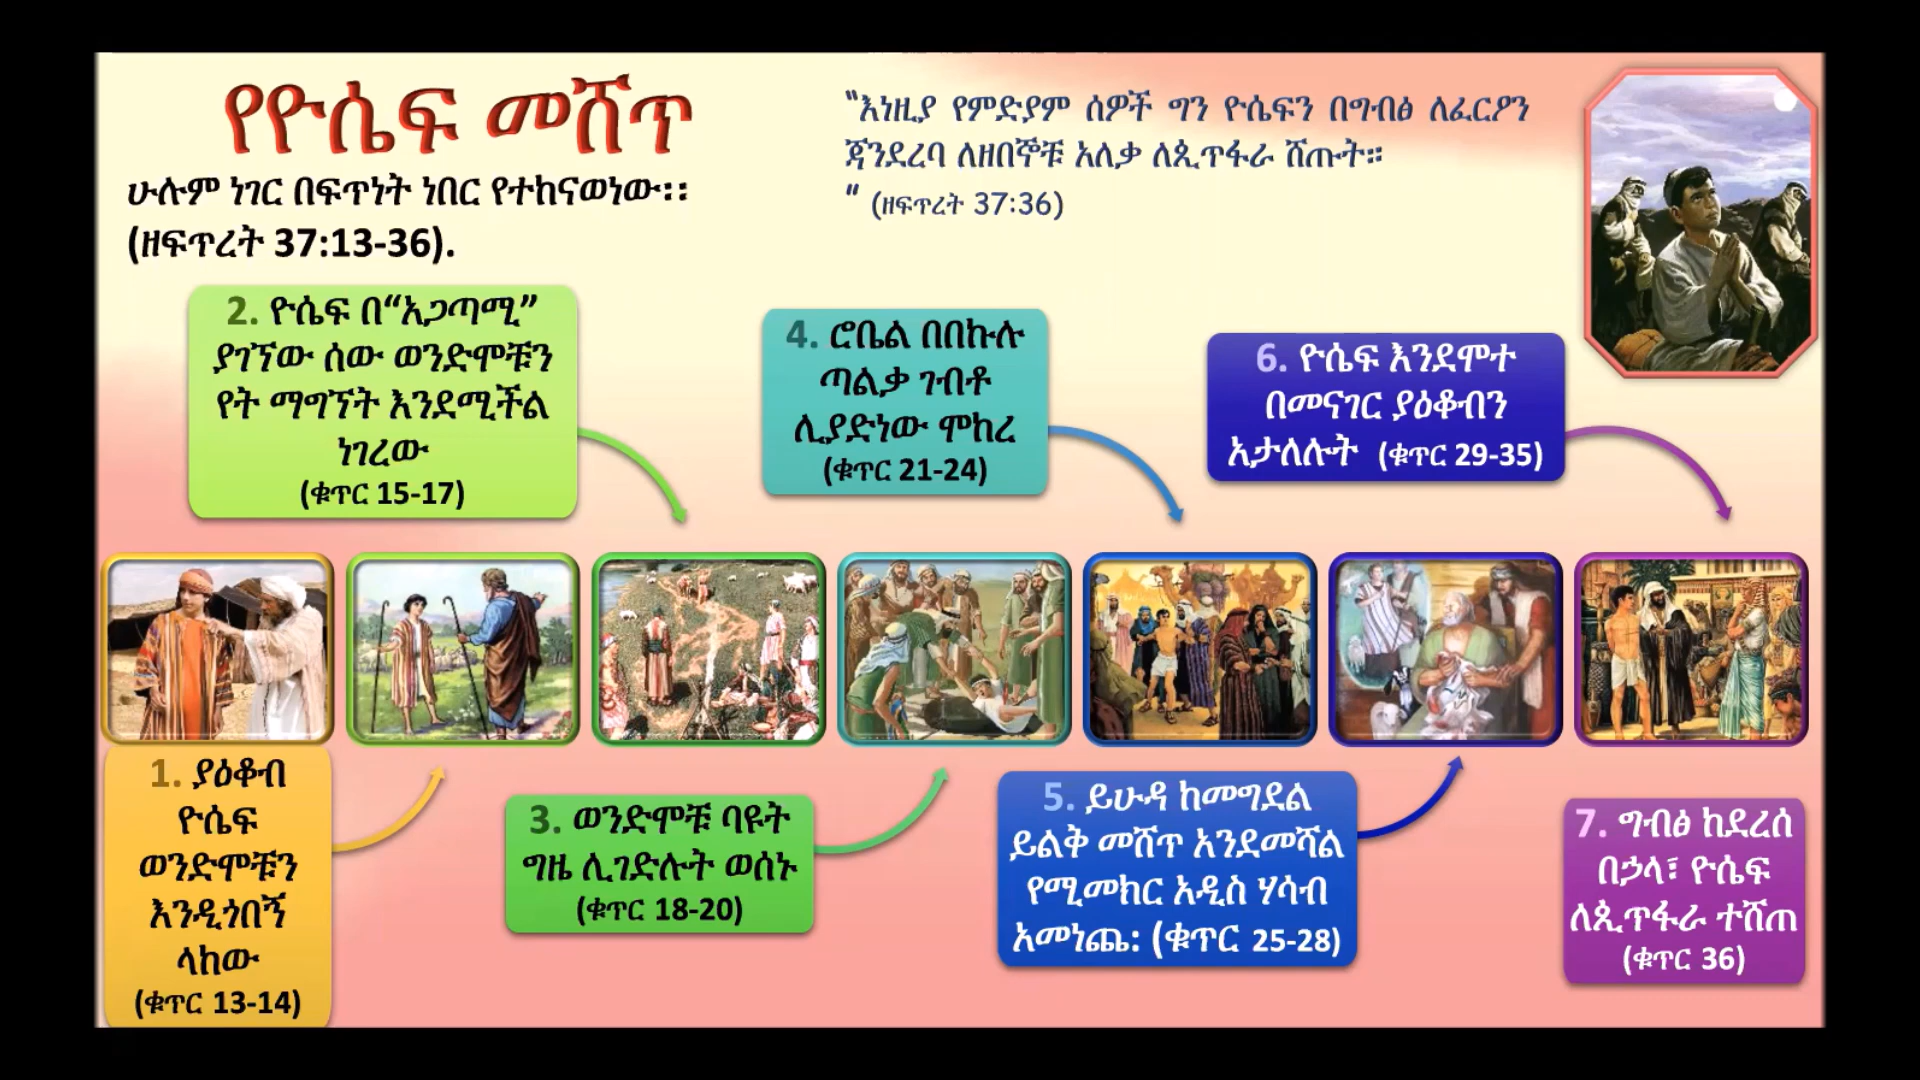 የዮሴፍ መሸጥ
ሁሉም ነገር በፍጥነት ነበር የተከናወነው፡፡
(ዘፍጥረት 37:13-36).
"እነዚያ የምድያም ሰዎች ግን ዮሴፍን በግብፅ ለፈርዖን
ጃንደረባ ለዘበኞቹ አለቃ ለጲጥፋራ ሸጡት።
" (ዘፍጥረት 37:36)
1. ያዕቆብ
ዮሴፍ
ወንድሞቹን
እንዲጎበኝ
ላከው
(ቁጥር 13-14)
2. ዮሴፍ በ“አጋጣሚ”
ያገኘው ሰው ወንድሞቹን
የት ማግኘት እንደሚችል
ነገረው
(ቁጥር 15-17)
3. ወንድሞቹ ባዩት
ግዜ ሊገድሉት ወሰኑ
(ቁጥር 18-20)
4. ሮቤል በበኩሉ
ጣልቃ ገብቶ
ሊያድነው ሞከረ
(ቁጥር 21-24)
5. ይሁዳ ከመግደል
ይልቅ መሸጥ አንደመሻል
የሚመክር አዲስ ሃሳብ
አመነጨ: (ቁጥር 25-28)
6. ዮሴፍ እንደሞተ
በመናገር ያዕቆብን
አታለሉት (ቁጥር 29-35)
7. ግብፅ ከደረሰ
በኃላ፣ ዮሴፍ
ለጲጥፋራ ተሸጠ
(ቁጥር 36)